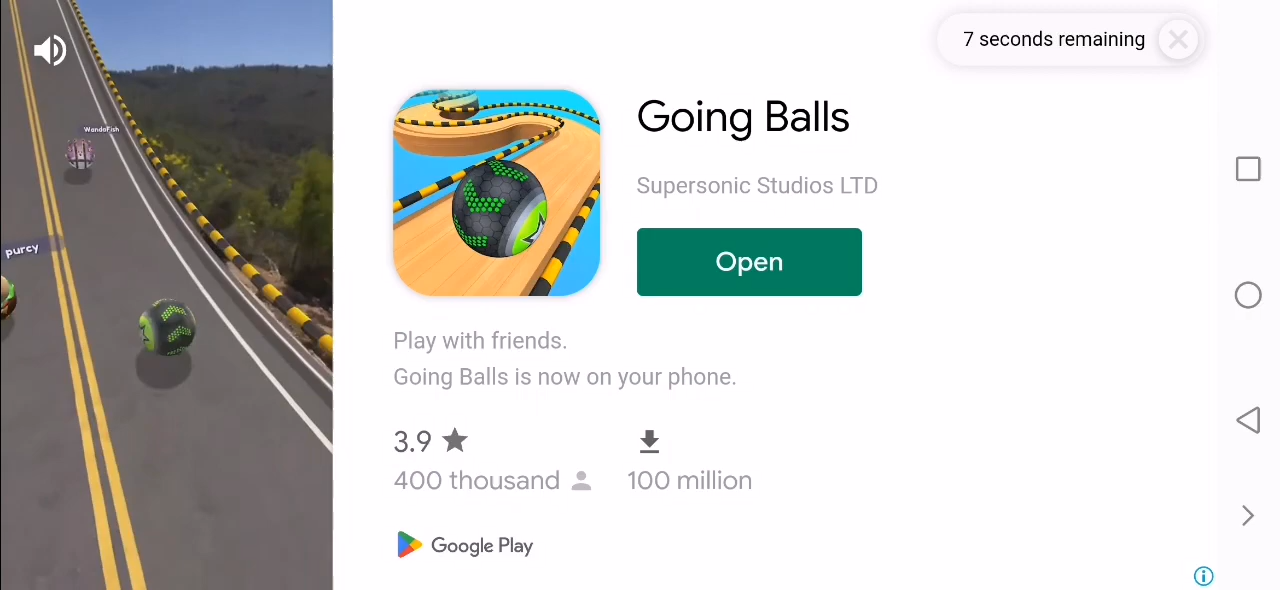 7 seconds remaining
WandaFish
purcy
Going Balls
Supersonic Studios LTD
Open
Play with friends.
Going Balls is now on your phone.
3.9
400 thousand
100 million
Google Play